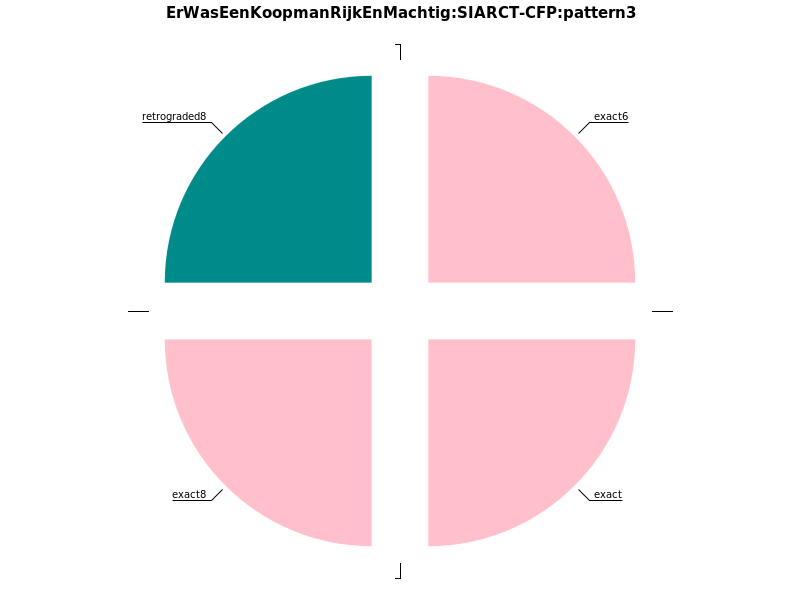 ErWasEenKoopmanRijkEnMachtig:SIARCT-CFP:pattern3
retrograded8
exact6
exact8
exact